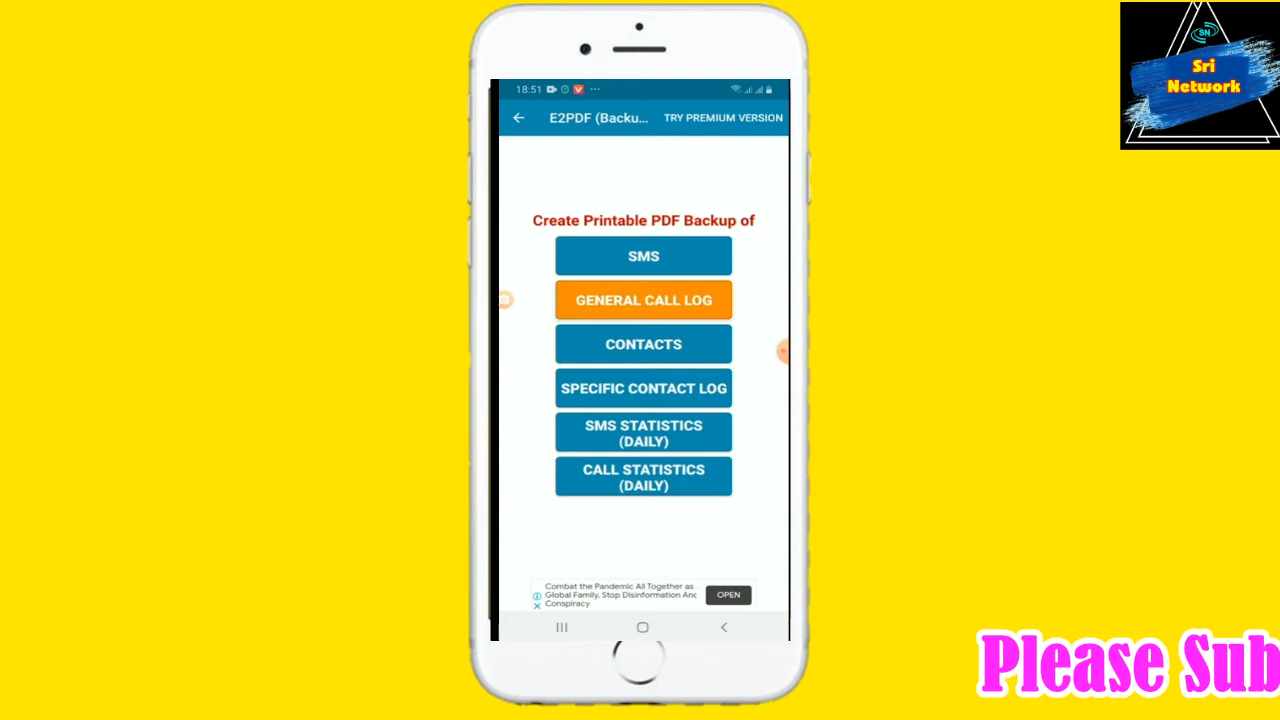 SN
Sri
Network
18:51
E2PDF (Backu... TRY PREMIUM VERSION
Create Printable PDF Backup of
SMS
GENERAL CALL LOG
CONTACTS
SPECIFIC CONTACT LOG
SMS STATISTICS
(DAILY)
CALL STATISTICS
(DAILY)
Combat the Pandemic All Together as
Global Family, Stop Disinformation And
Conspiracy
OPEN
Please Sub